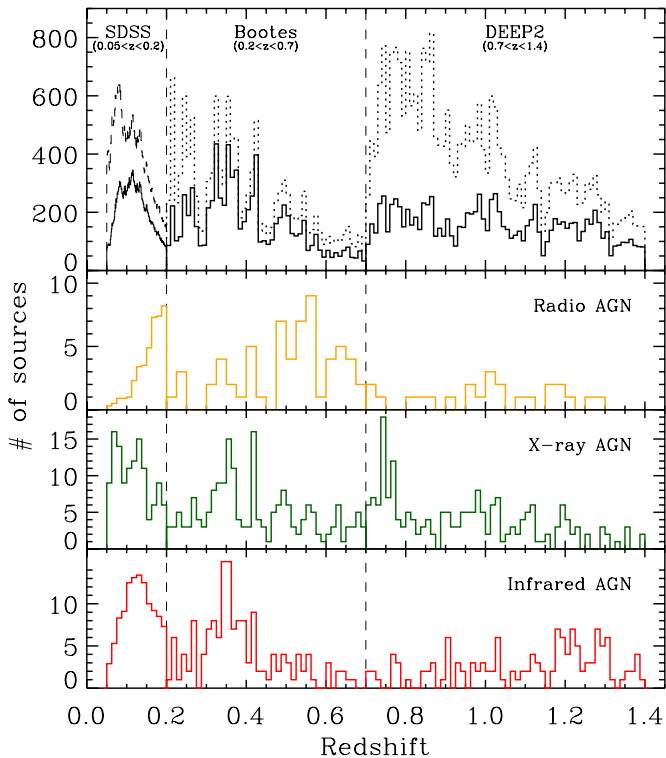 SDSS Bootes DEEP2
(0.05<z<0.2) (0.2<z<0.7) (0.7<z<1.4)
800
600
400
200
0
10
Radio AGN
5
0
15
X-ray AGN
10
5
0
Infrared AGN
10
5
0
# of sources
0.0 0.2 0.4 0.6 0.8 1.0 1.2 1.4
Redshift